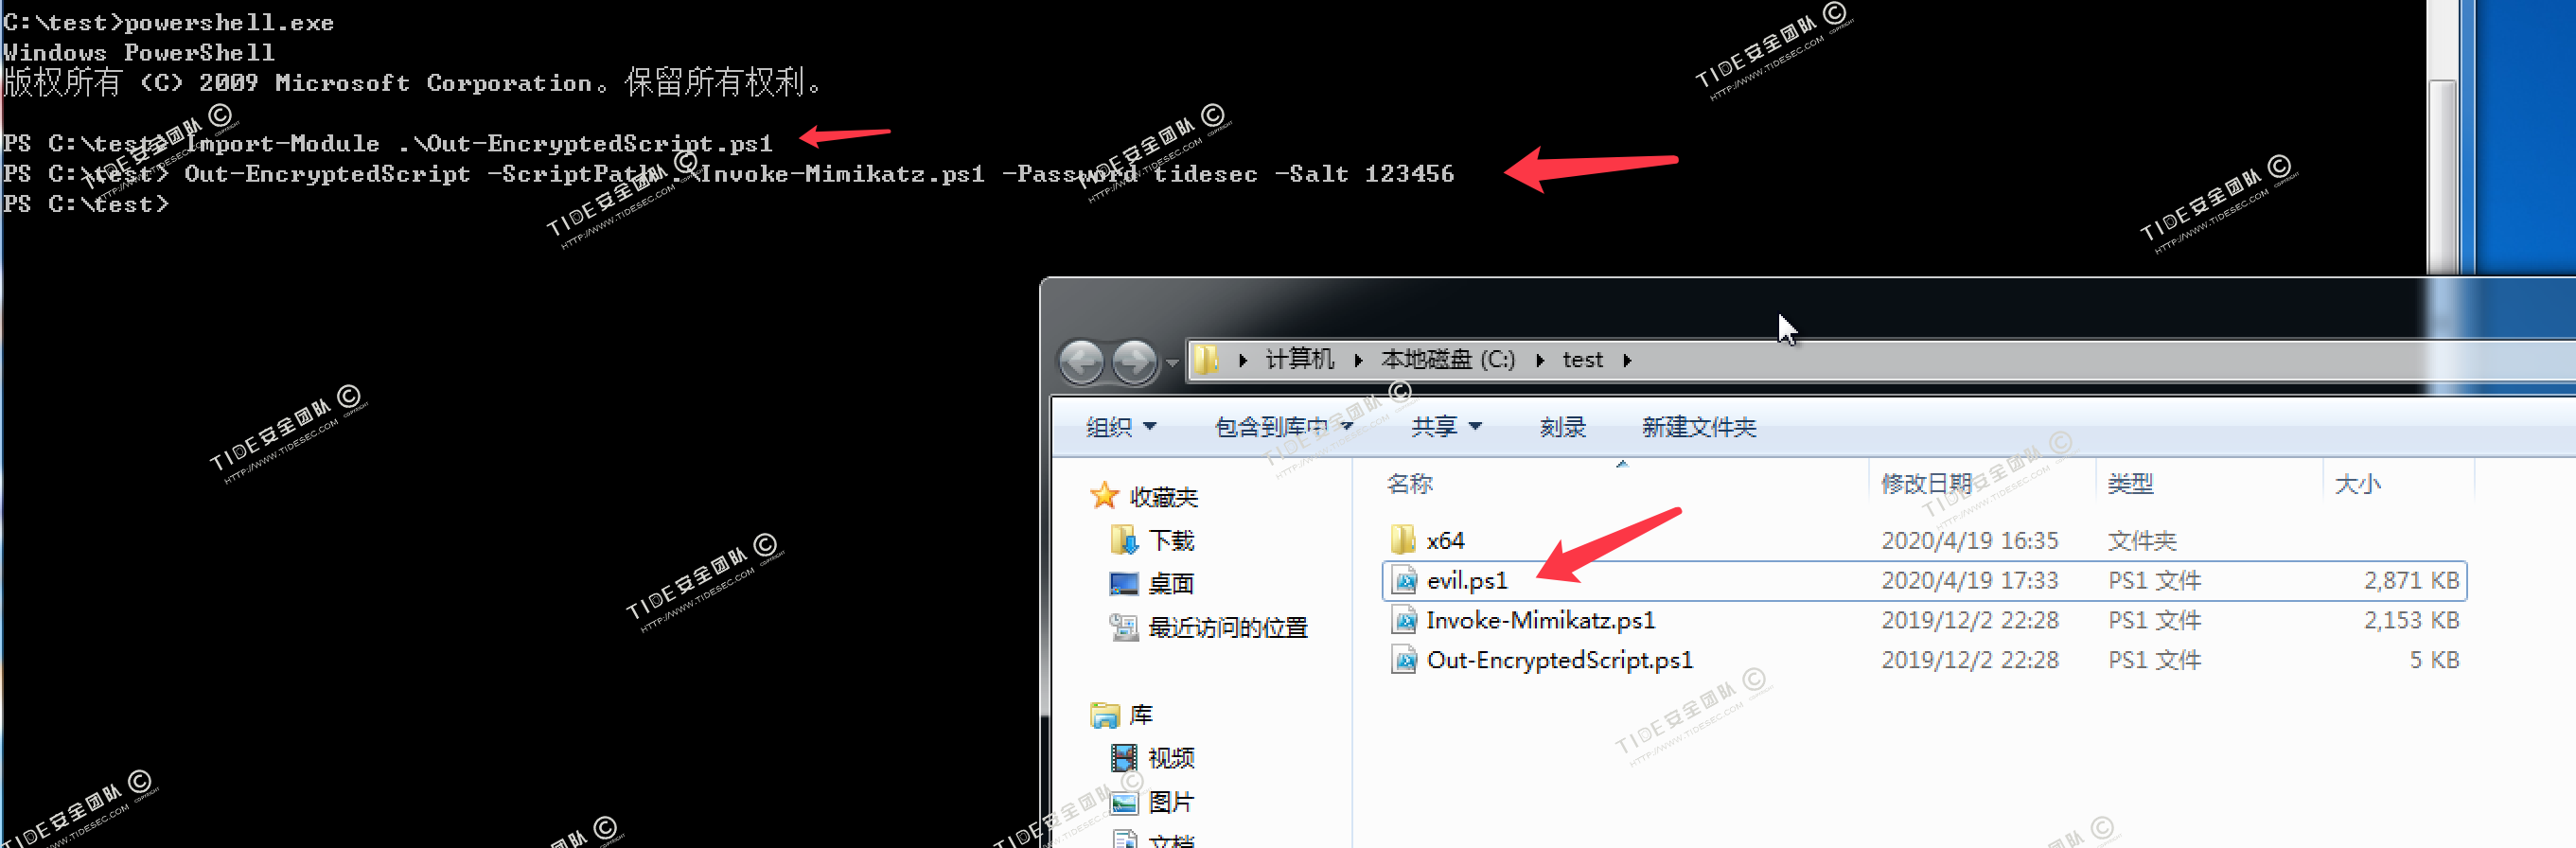 C:\test>powershell.exe
Windows PowerShell
版权所有 (C) 2009 Microsoft Corporation。保留所有权利。
PS C:\test> Import-Module .\Out-EncryptedScript.ps1
PS C:\test> Out-EncryptedScript -ScriptPath .\Invoke-Mimikatz.ps1 -Password tidesec -Salt 123456
PS C:\test>
计算机 本地磁盘 (C:) test
组织 包含到库中 共享 刻录 新建文件夹
名称 修改日期 类型 大小
收藏夹
下载
桌面
最近访问的位置
库
视频
图片
文档
x64 2020/4/19 16:35 文件夹
evil.ps1 2020/4/19 17:33 PS1 文件 2,871 KB
Invoke-Mimikatz.ps1 2019/12/2 22:28 PS1 文件 2,153 KB
Out-EncryptedScript.ps1 2019/12/2 22:28 PS1 文件 5 KB
TIDE安全团队 © COPYRIGHT
HTTP://WWW.TIDESEC.COM